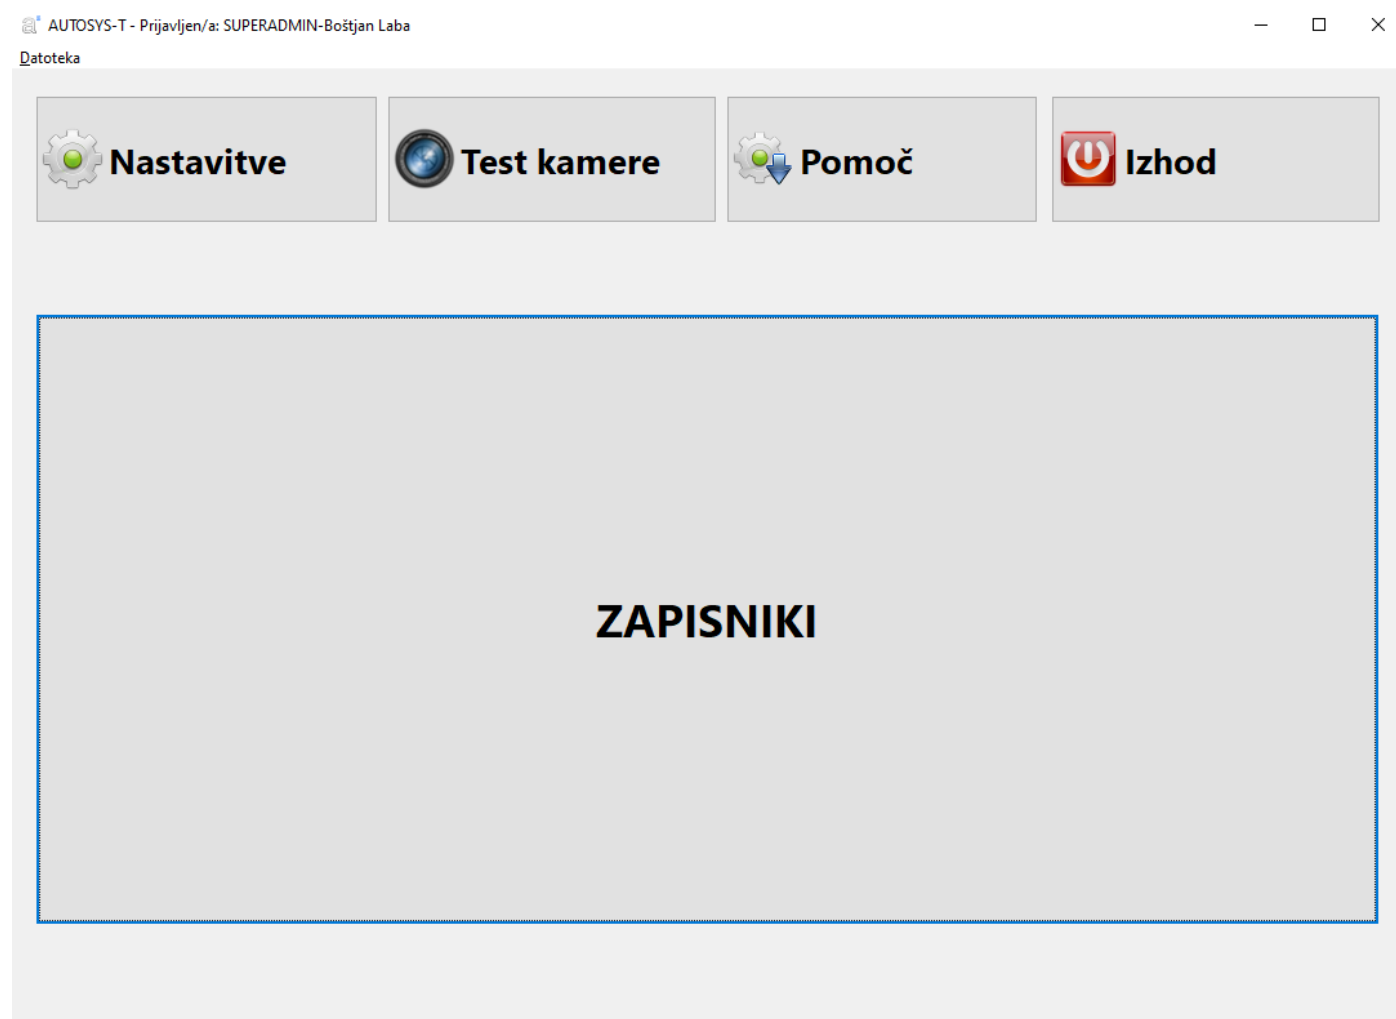 AUTOSYS-T - Prijavljen/a: SUPERADMIN-Boštjan Laba
Datoteka
Nastavitve
Test kamere
Pomoč
Izhod
ZAPISNIKI